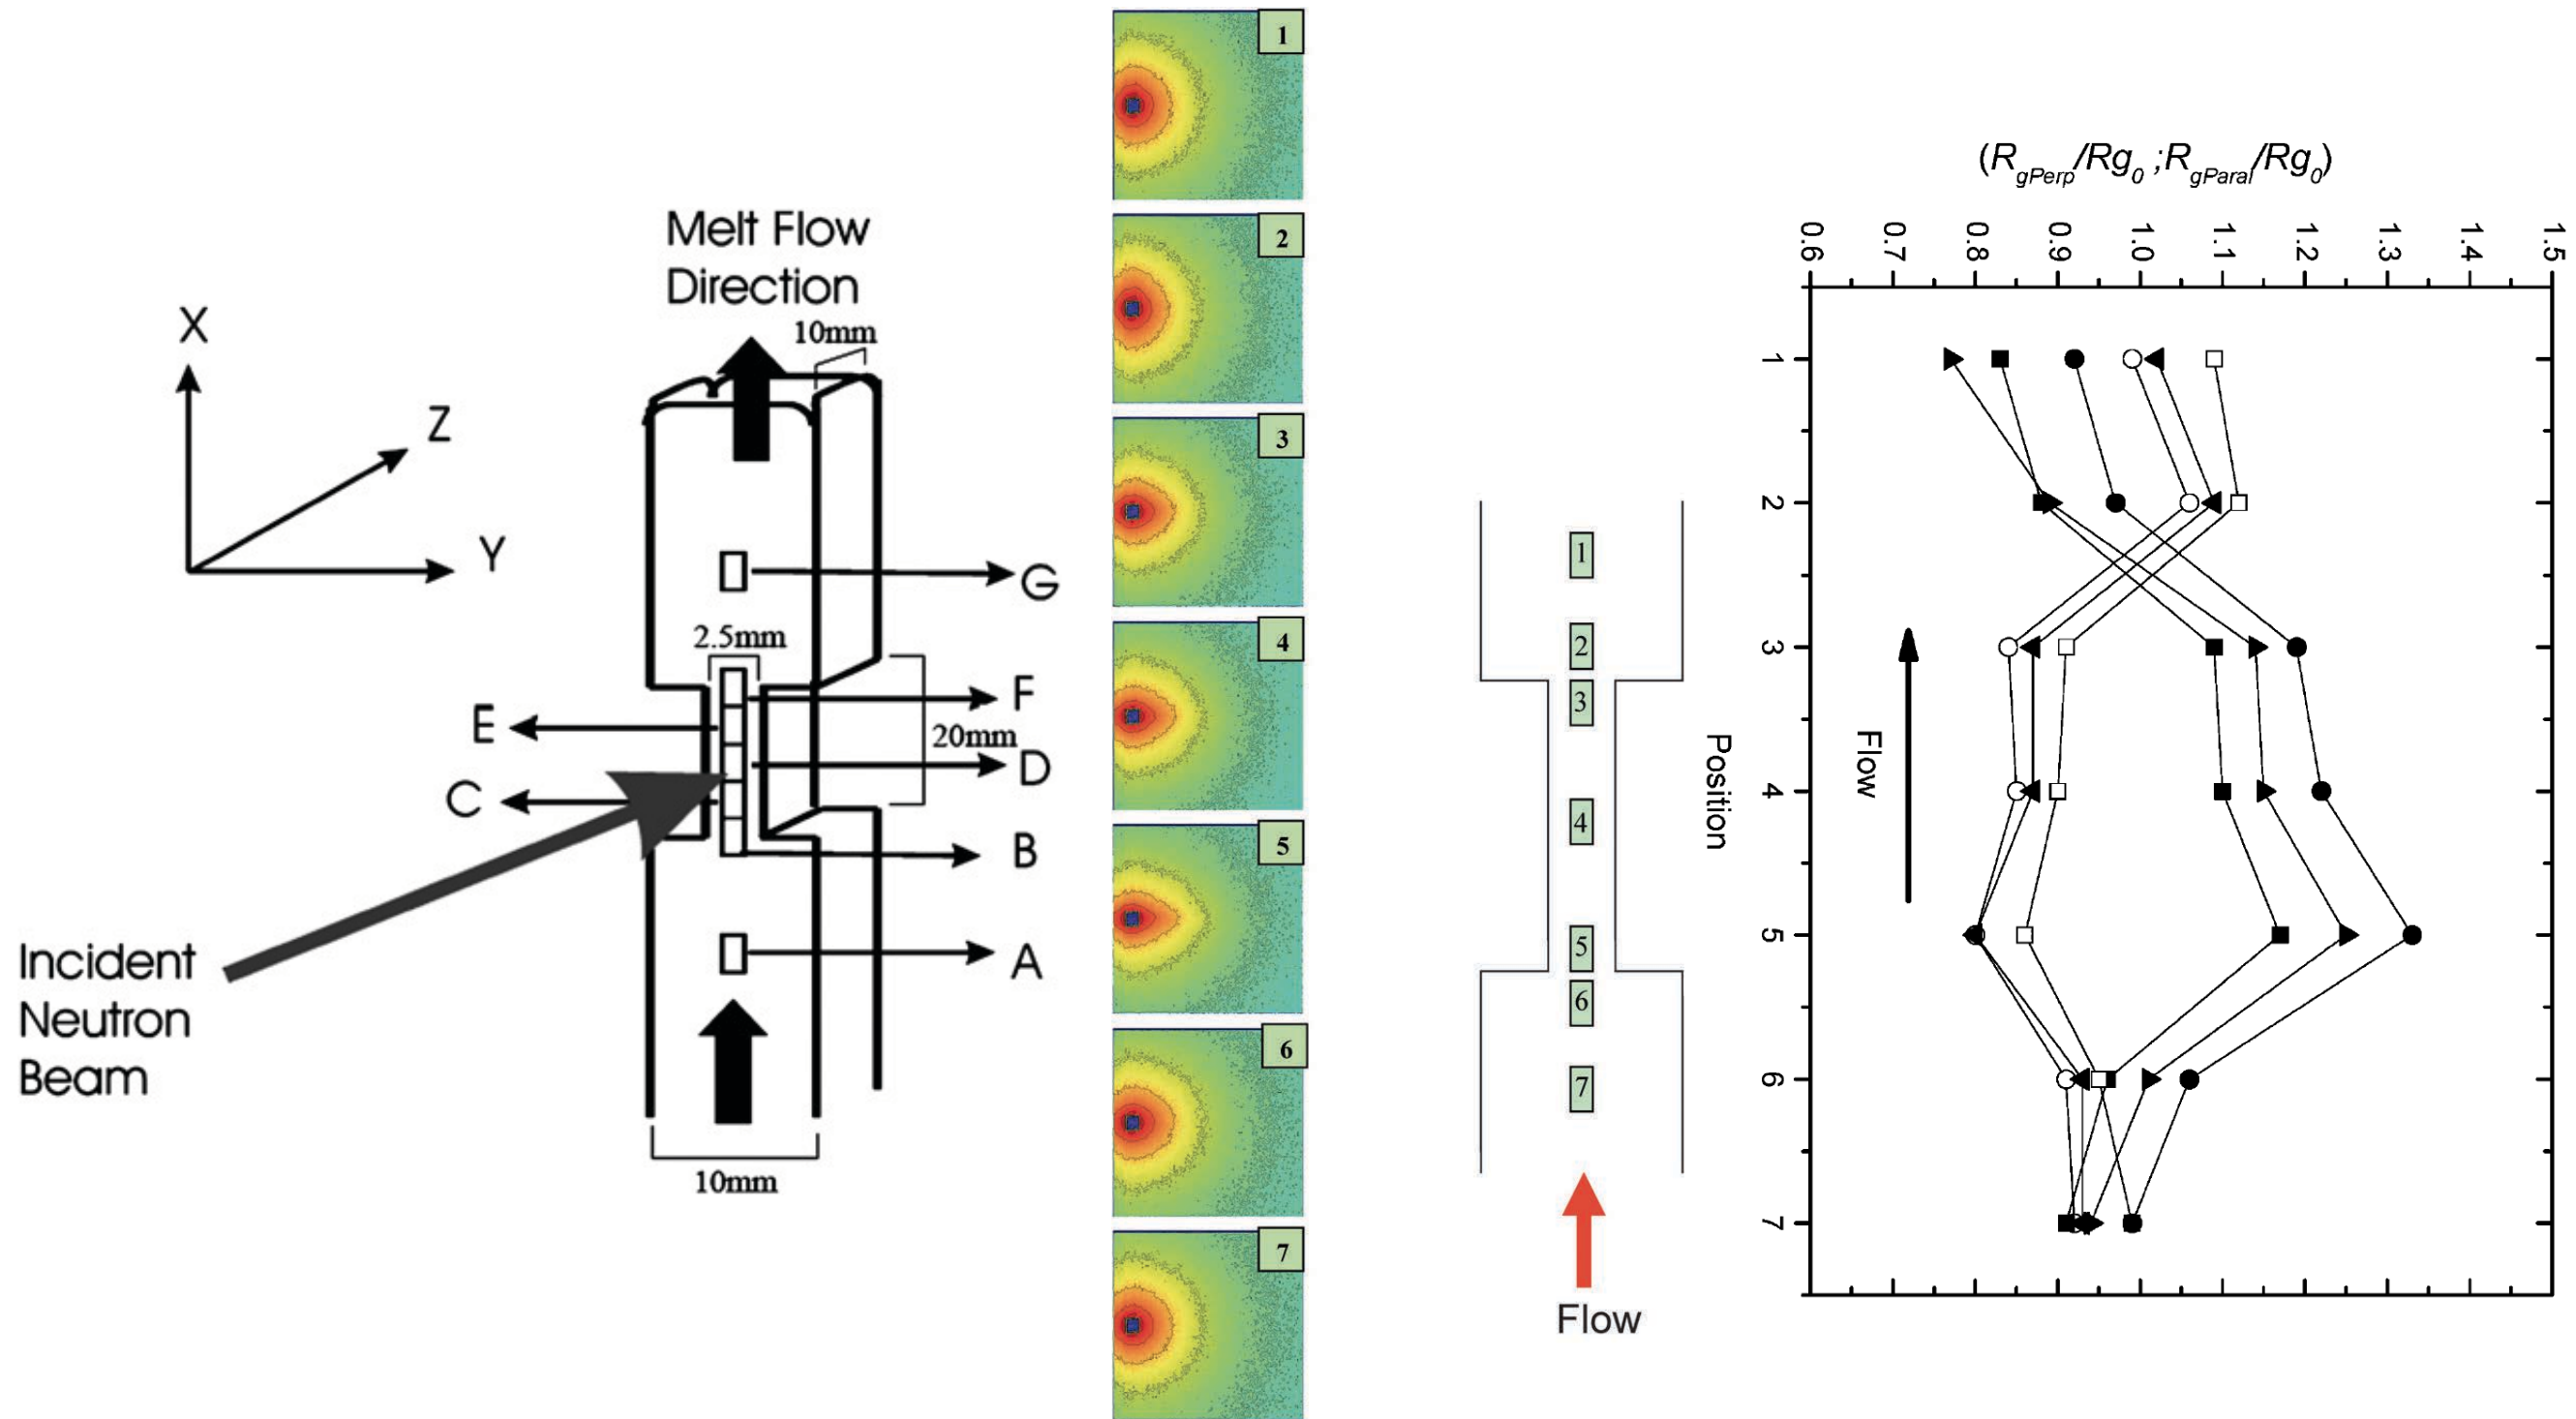 X
Z
Y
Melt Flow
Direction
10mm
G
2.5mm
F
E
20mm
D
C
B
A
Incident
Neutron
Beam
10mm
1
2
3
4
5
6
7
1
2
3
4
5
6
7
Flow
(RgPerp/Rg0 ;RgParal/Rg0)
0.6 0.7 0.8 0.9 1.0 1.1 1.2 1.3 1.4 1.5
1
2
3
4
5
6
7
Position
Flow